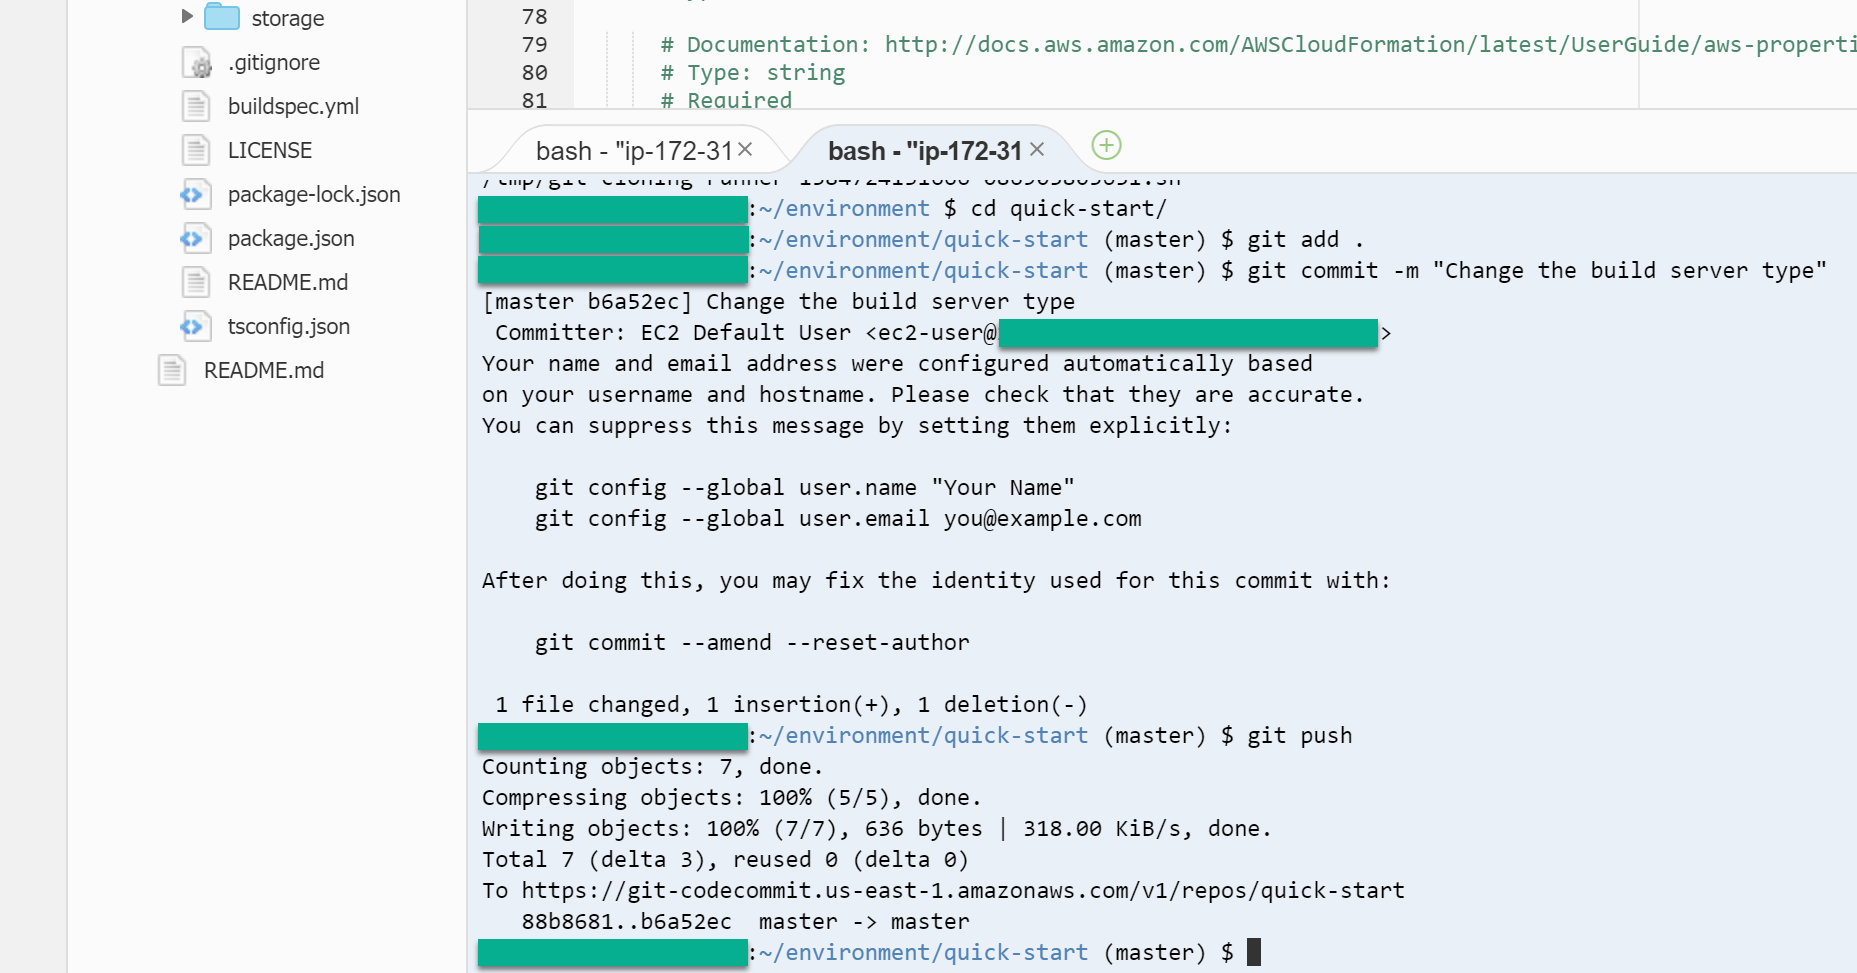 storage
.gitignore
buildspec.yml
LICENSE
package-lock.json
package.json
README.md
tsconfig.json
README.md
78
79 # Documentation: http://docs.aws.amazon.com/AWSCloudFormation/latest/UserGuide/aws-properti
80 # Type: string
81 # Required
bash - "ip-172-31 × bash - "ip-172-31 ×
:~/environment $ cd quick-start/
:~/environment/quick-start (master) $ git add .
:~/environment/quick-start (master) $ git commit -m "Change the build server type"
[master b6a52ec] Change the build server type
Committer: EC2 Default User <ec2-user@ >
Your name and email address were configured automatically based
on your username and hostname. Please check that they are accurate.
You can suppress this message by setting them explicitly:
git config --global user.name "Your Name"
git config --global user.email you@example.com
After doing this, you may fix the identity used for this commit with:
git commit --amend --reset-author
1 file changed, 1 insertion(+), 1 deletion(-)
:~/environment/quick-start (master) $ git push
Counting objects: 7, done.
Compressing objects: 100% (5/5), done.
Writing objects: 100% (7/7), 636 bytes | 318.00 KiB/s, done.
Total 7 (delta 3), reused 0 (delta 0)
To https://git-codecommit.us-east-1.amazonaws.com/v1/repos/quick-start
88b8681..b6a52ec master -> master
:~/environment/quick-start (master) $